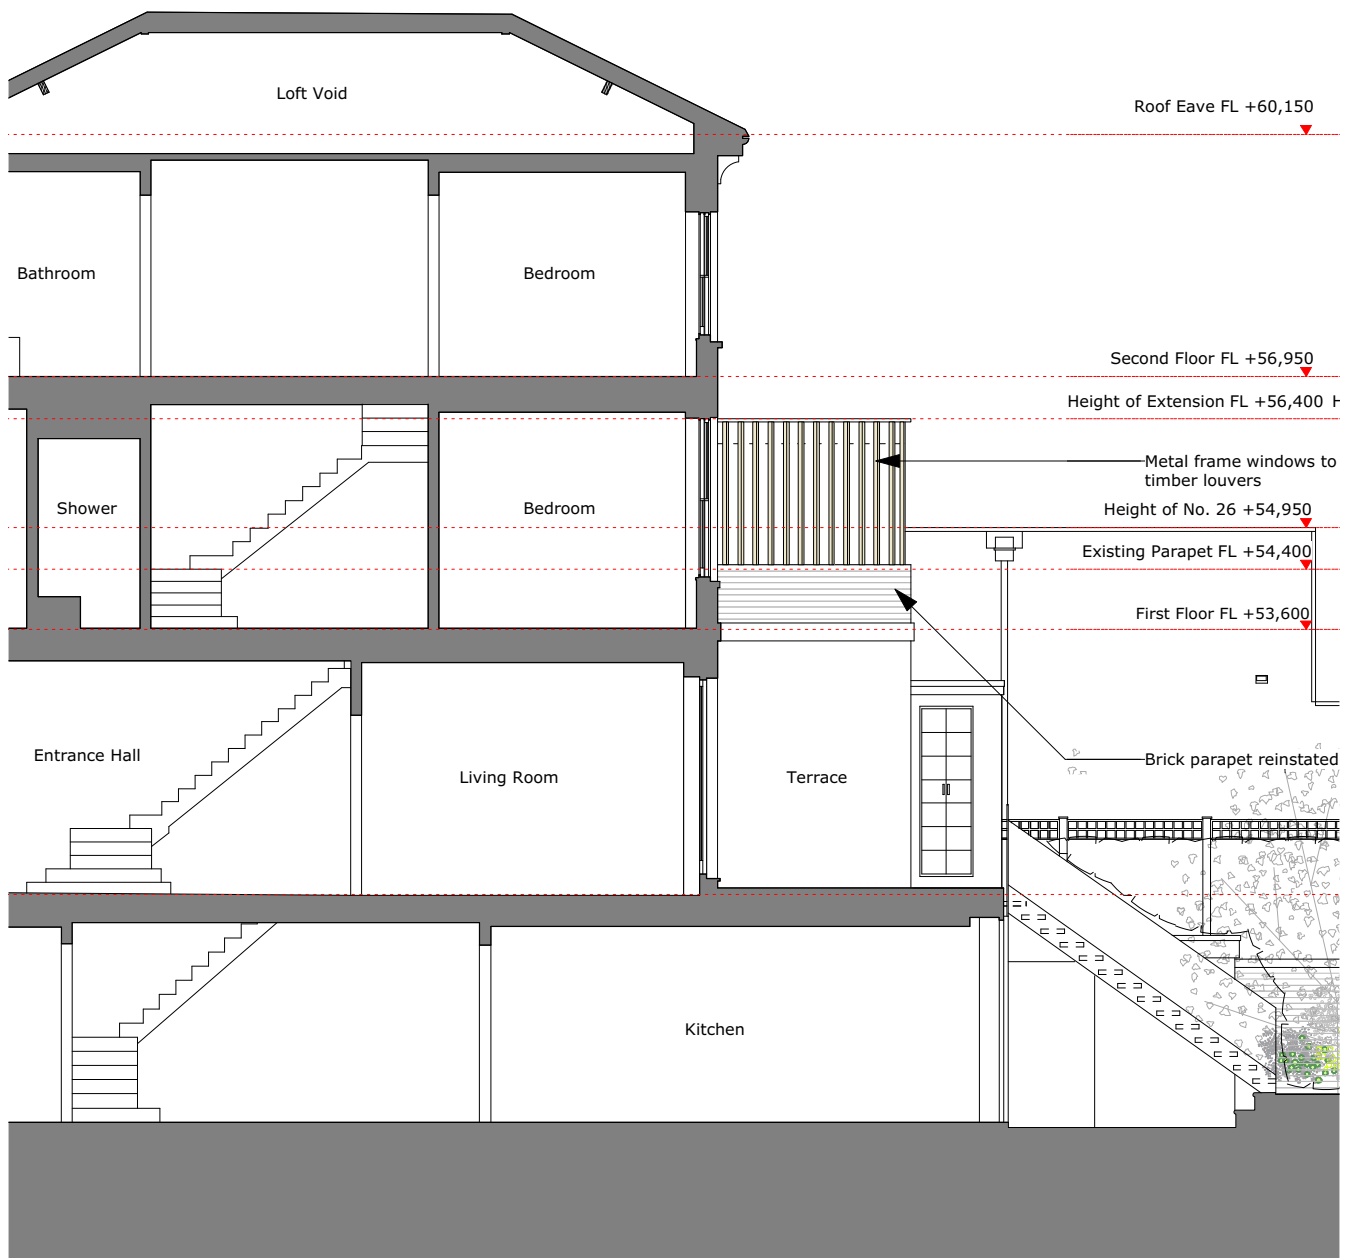 Loft Void
Roof Eave FL +60,150
Bathroom
Bedroom
Second Floor FL +56,950
Height of Extension FL +56,400 H
Metal frame windows to
timber louvers
Shower
Bedroom
Height of No. 26 +54,950
Existing Parapet FL +54,400
First Floor FL +53,600
Entrance Hall
Living Room
Terrace
Brick parapet reinstated
Kitchen